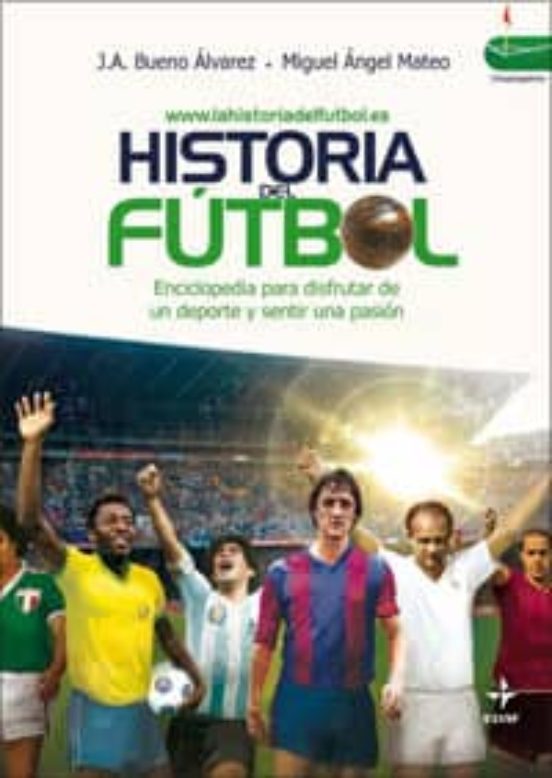 J.A. Bueno Álvarez • Miguel Ángel Mateo
www.lahistoriadelfutbol.es
HISTORIA
DEL
FÚTBOL
Enciclopedia para disfrutar de
un deporte y sentir una pasión
EDAF